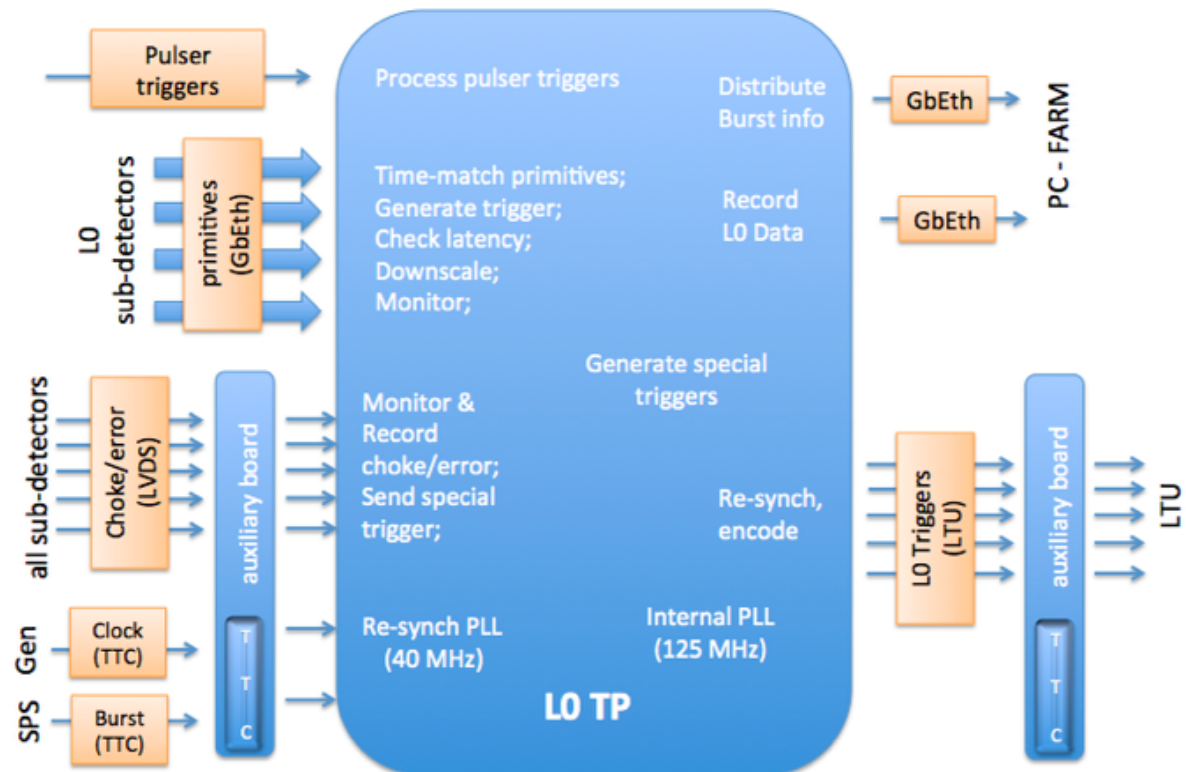 Pulser
triggers
L0
sub-detectors
primitives
(GbEth)
all sub-detectors
Choke/error
(LVDS)
auxiliary board
T
T
C
Gen
Clock
(TTC)
SPS
Burst
(TTC)
Process pulser triggers
Time-match primitives;
Generate trigger;
Check latency;
Downscale;
Monitor;
Monitor &
Record
choke/error;
Send special
trigger;
Re-synch PLL
(40 MHz)
Distribute
Burst info
Record
L0 Data
Generate special
triggers
Re-synch,
encode
Internal PLL
(125 MHz)
L0 TP
GbEth
GbEth
PC - FARM
L0 Triggers
(LTU)
auxiliary board
T
T
C
LTU